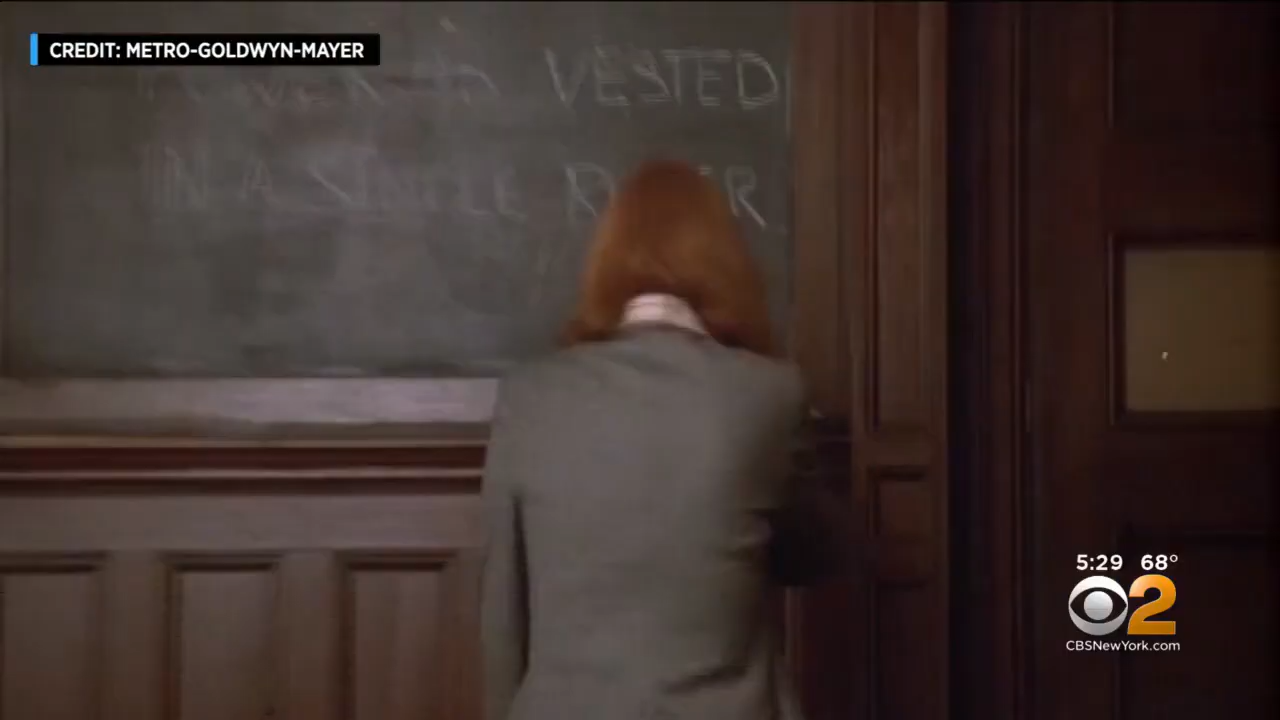 CREDIT: METRO-GOLDWYN-MAYER
VESTED
IN A SINGLE
5:29 68°
2
CBSNewYork.com